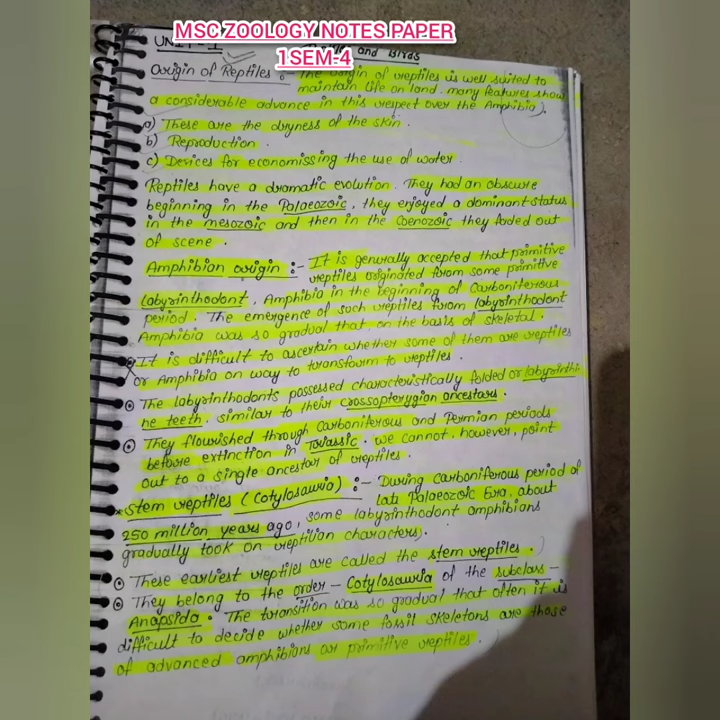 MSC ZOOLOGY NOTES PAPER
1SEM-4
UNIT-1
and Birds
Origin of Reptiles :- The origin of reptiles is well suited to
maintain life on land. many features show
a considerable advance in this respect over the Amphibia).
a) These are the dryness of the skin.
b) Reproduction.
c) Devices for economissing the use of water.
Reptiles have a dramatic evolution. They had an obscure
beginning in the Palaeozoic, they enjoyed a dominant status
in the mesozoic and then in the Coenozoic they faded out
of scene.
Amphibian origin :- It is generally accepted that primitive
reptiles originated from some primitive
labyrinthodont, Amphibia in the beginning of Carboniferous
period. The emergence of such reptiles from labyrinthodont
Amphibia was so gradual that on the basis of skeletal.
It is difficult to ascertain whether some of them are reptiles
or Amphibia on way to transform to reptiles.
The labyrinthodonts possessed characteristically folded or labyrinthi
ne teeth. similar to their crossopterygian ancestars.
They flourished through Carboniferous and Permian periods
before extinction in Triassic. we cannot, however, point
out to a single ancestor of reptiles.
* Stem reptiles (Cotylosauria) :- During carboniferous period of
late Palaeozoic Era, about
250 million years ago, some labyrinthodont amphibians
gradually took on reptilian characters).
These earliest reptiles are called the stem reptiles.
They belong to the order - Cotylosauria of the subclass -
Anapsida. The transition was so gradual that often it is
difficult to decide whether some fossil skeletons are those
of advanced amphibians or primitive reptiles.